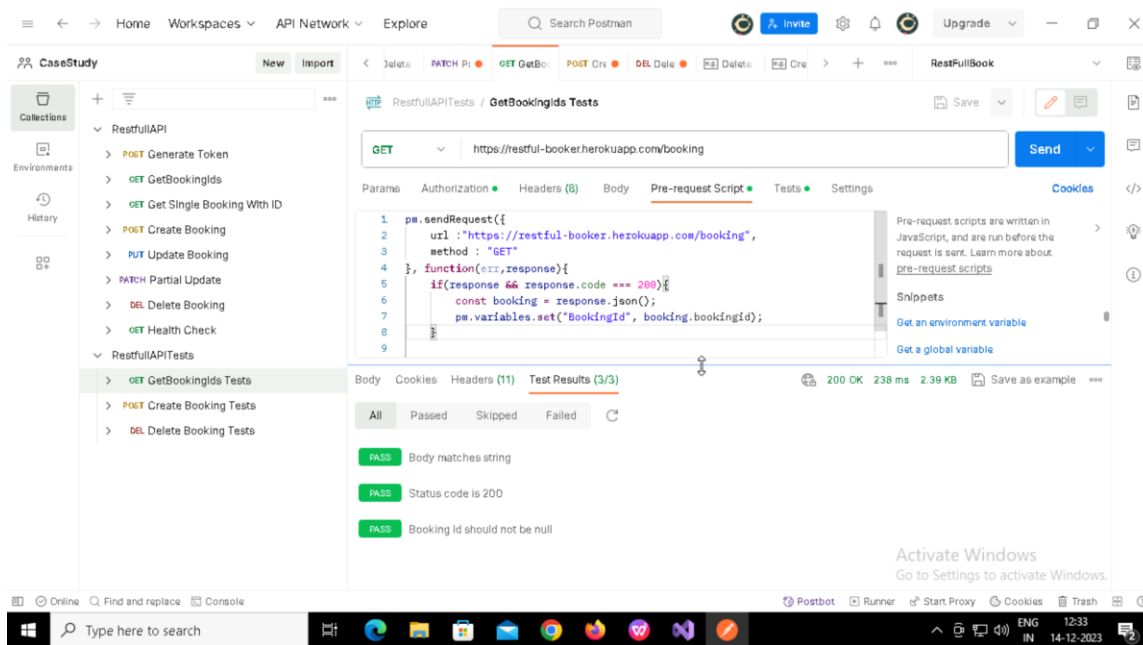 Home Workspaces API Network Explore Search Postman Invite Upgrade
CaseStudy New Import Delete PATCH GET GetBo POST Cre DEL Dele Delete Cre RestFullBook
Collections
Environments
History
RestfullAPI
POST Generate Token
GET GetBookingIds
GET Get SIngle Booking WIth ID
POST Create Booking
PUT Update Booking
PATCH Partial Update
DEL Delete Booking
GET Health Check
RestfullAPITests
GET GetBookingIds Tests
POST Create Booking Tests
DEL Delete Booking Tests
HTTP RestfullAPITests / GetBookingIds Tests Save
GET https://restful-booker.herokuapp.com/booking Send
Params Authorization Headers (8) Body Pre-request Script Tests Settings Cookies
1 pm.sendRequest({
2 url :"https://restful-booker.herokuapp.com/booking",
3 method : "GET"
4 }, function(err,response){
5 if(response && response.code === 200){
6 const booking = response.json();
7 pm.variables.set("BookingId", booking.bookingid);
8 }
9
Pre-request scripts are written in
JavaScript, and are run before the
request is sent. Learn more about
pre-request scripts
Snippets
Get an environment variable
Get a global variable
Body Cookies Headers (11) Test Results (3/3) 200 OK 238 ms 2.39 KB Save as example
All Passed Skipped Failed
PASS Body matches string
PASS Status code is 200
PASS Booking Id should not be null
Activate Windows
Go to Settings to activate Windows.
Online Find and replace Console Postbot Runner Start Proxy Cookies Trash
Type here to search ENG 12:33
IN 14-12-2023 2